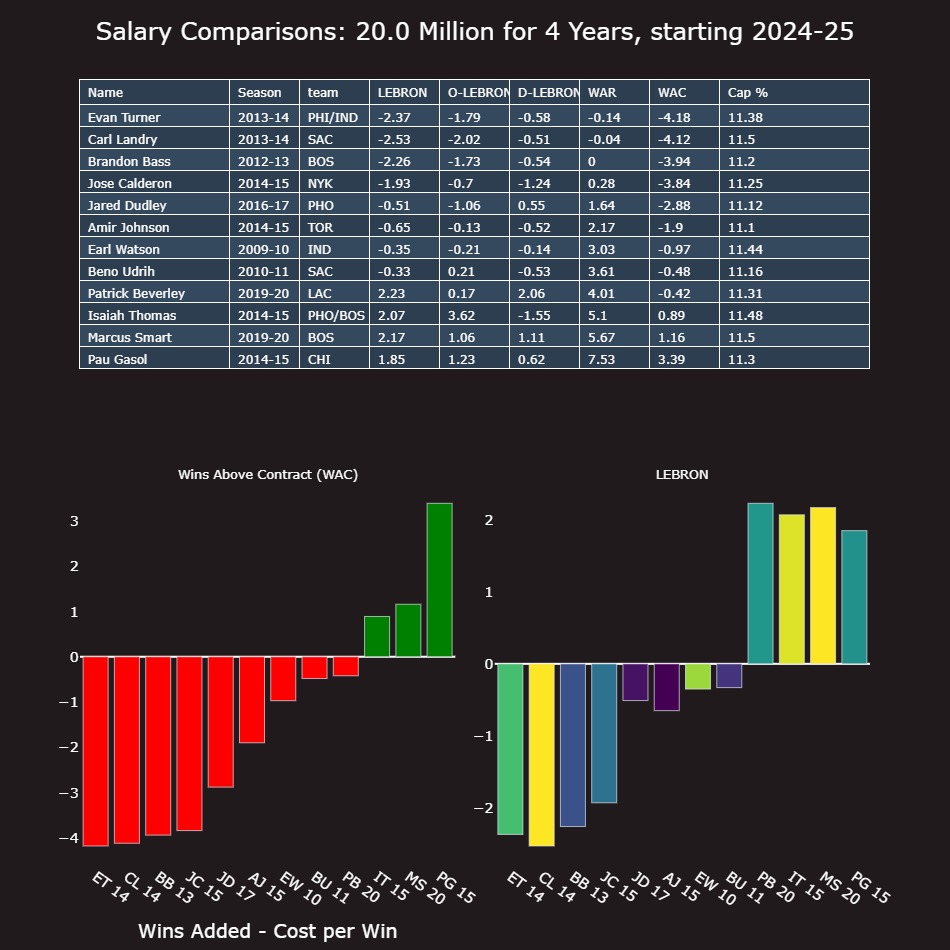 Salary Comparisons: 20.0 Million for 4 Years, starting 2024-25
Name Season team LEBRON O-LEBRON D-LEBRON WAR WAC Cap %
Evan Turner 2013-14 PHI/IND -2.37 -1.79 -0.58 -0.14 -4.18 11.38
Carl Landry 2013-14 SAC -2.53 -2.02 -0.51 -0.04 -4.12 11.5
Brandon Bass 2012-13 BOS -2.26 -1.73 -0.54 0 -3.94 11.2
Jose Calderon 2014-15 NYK -1.93 -0.7 -1.24 0.28 -3.84 11.25
Jared Dudley 2016-17 PHO -0.51 -1.06 0.55 1.64 -2.88 11.12
Amir Johnson 2014-15 TOR -0.65 -0.13 -0.52 2.17 -1.9 11.1
Earl Watson 2009-10 IND -0.35 -0.21 -0.14 3.03 -0.97 11.44
Beno Udrih 2010-11 SAC -0.33 0.21 -0.53 3.61 -0.48 11.16
Patrick Beverley 2019-20 LAC 2.23 0.17 2.06 4.01 -0.42 11.31
Isaiah Thomas 2014-15 PHO/BOS 2.07 3.62 -1.55 5.1 0.89 11.48
Marcus Smart 2019-20 BOS 2.17 1.06 1.11 5.67 1.16 11.5
Pau Gasol 2014-15 CHI 1.85 1.23 0.62 7.53 3.39 11.3
Wins Above Contract (WAC)
3
2
1
0
−1
−2
−3
−4
ET 14 CL 14 BB 13 JC 15 JD 17 AJ 15 EW 10 BU 11 PB 20 IT 15 MS 20 PG 15
Wins Added - Cost per Win
LEBRON
2
1
0
−1
−2
ET 14 CL 14 BB 13 JC 15 JD 17 AJ 15 EW 10 BU 11 PB 20 IT 15 MS 20 PG 15